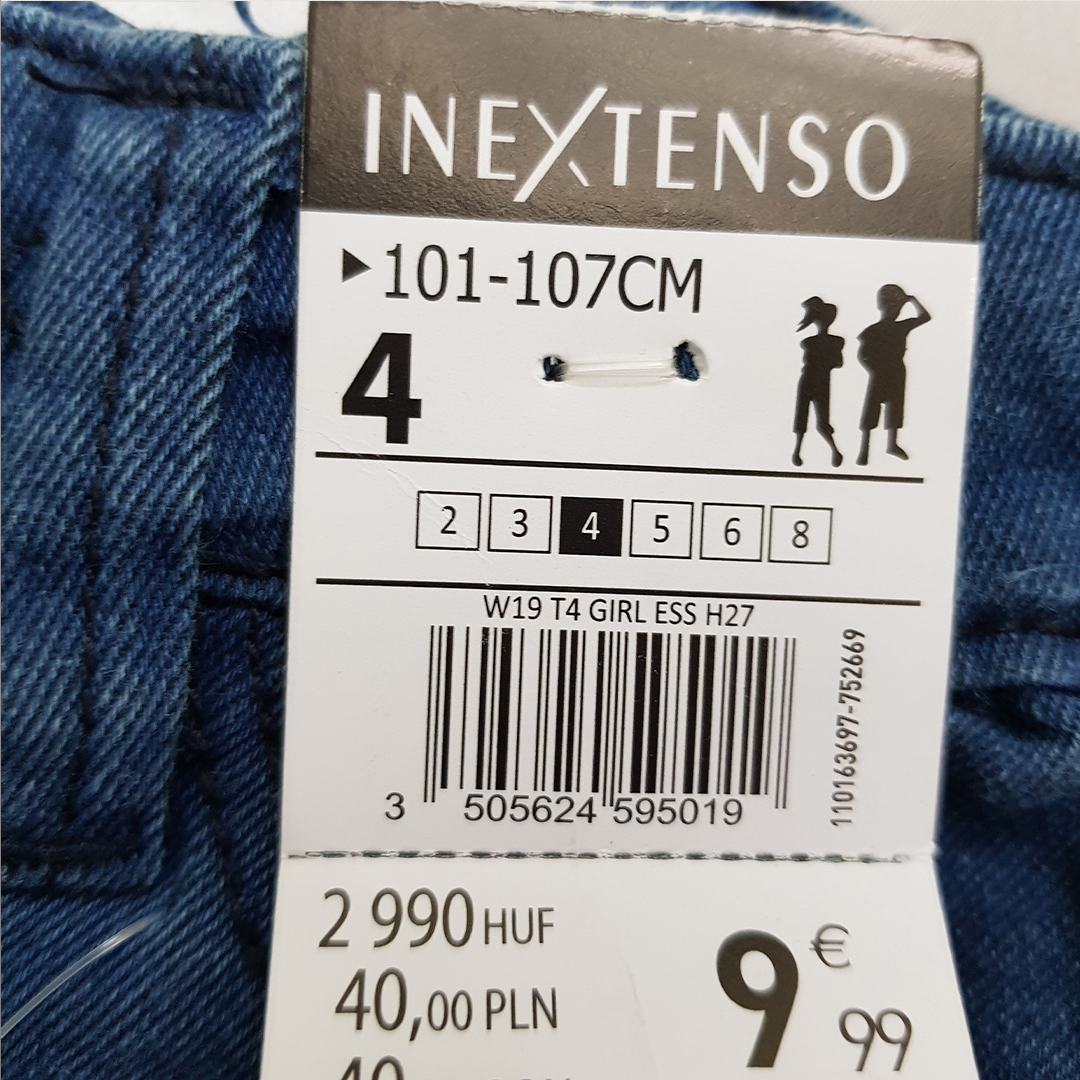 INEXTENSO
▶101-107CM
4
2 3 4 5 6 8
W19 T4 GIRL ESS H27
110163697-752669
3 505624 595019
2 990 HUF
40,00 PLN
9 € 99